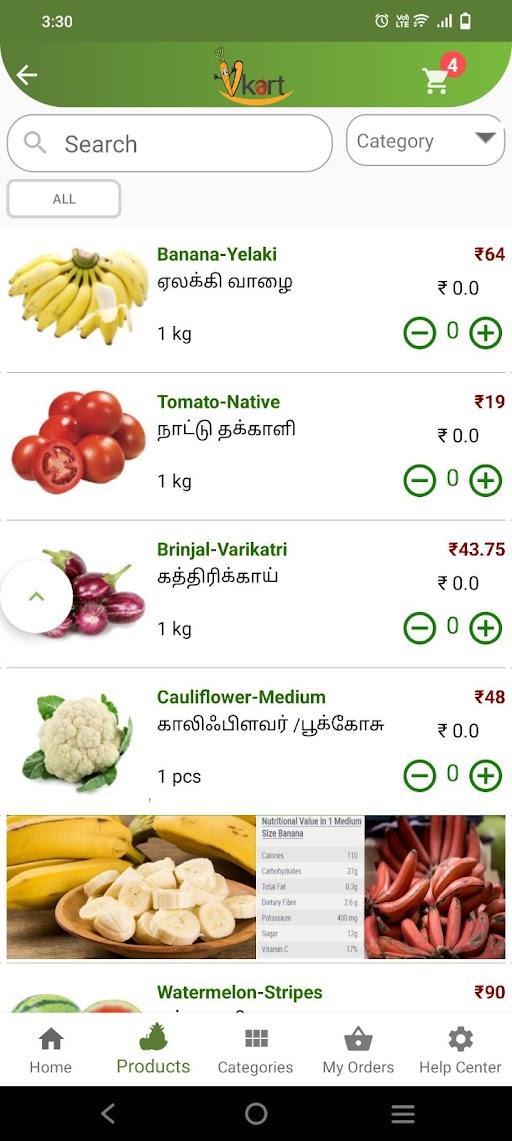 3:30
Vo)) LTE
Vkart
4
Search
Category
ALL
Banana-Yelaki ₹64
ஏலக்கி வாழை ₹ 0.0
1 kg 0
Tomato-Native ₹19
நாட்டு தக்காளி ₹ 0.0
1 kg 0
Brinjal-Varikatri ₹43.75
கத்திரிக்காய் ₹ 0.0
1 kg 0
Cauliflower-Medium ₹48
காலிஃபிளவர் /பூக்கோசு ₹ 0.0
1 pcs 0
Nutritional Value in 1 Medium
Size Banana
Calories 110
Carbohydrates 27g
Total Fat 0.3g
Dietary Fibre 2.6 g
Potassium 400 mg
Sugar 12g
Vitamin C 17%
Watermelon-Stripes ₹90
Home Products Categories My Orders Help Center